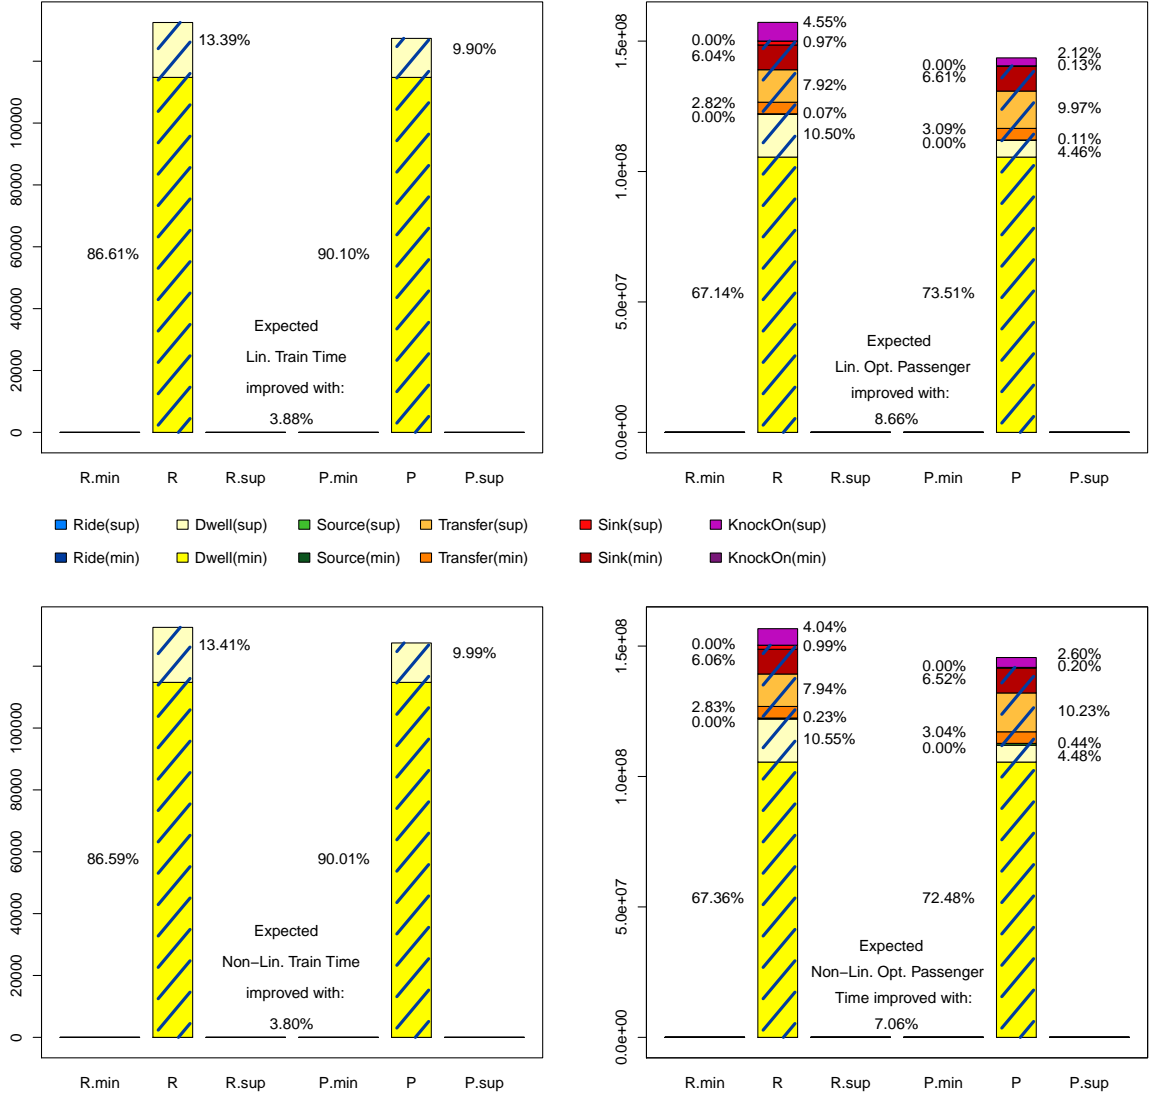 13.39%
9.90%
86.61%
90.10%
Expected
Lin. Train Time
improved with:
3.88%
0
20000
40000
60000
80000
100000
R.min R R.sup P.min P P.sup
4.55%
0.00%
0.97%
6.04%
7.92%
2.82%
0.07%
0.00%
10.50%
67.14%
2.12%
0.00%
0.13%
6.61%
9.97%
3.09%
0.11%
0.00%
4.46%
73.51%
Expected
Lin. Opt. Passenger
improved with:
8.66%
0.0e+00
5.0e+07
1.0e+08
1.5e+08
R.min R R.sup P.min P P.sup
Ride(sup) Dwell(sup) Source(sup) Transfer(sup) Sink(sup) KnockOn(sup)
Ride(min) Dwell(min) Source(min) Transfer(min) Sink(min) KnockOn(min)
13.41%
9.99%
86.59%
90.01%
Expected
Non−Lin. Train Time
improved with:
3.80%
0
20000
40000
60000
80000
100000
R.min R R.sup P.min P P.sup
4.04%
0.00%
0.99%
6.06%
7.94%
2.83%
0.23%
0.00%
10.55%
67.36%
2.60%
0.00%
0.20%
6.52%
10.23%
3.04%
0.44%
0.00%
4.48%
72.48%
Expected
Non−Lin. Opt. Passenger
Time improved with:
7.06%
0.0e+00
5.0e+07
1.0e+08
1.5e+08
R.min R R.sup P.min P P.sup